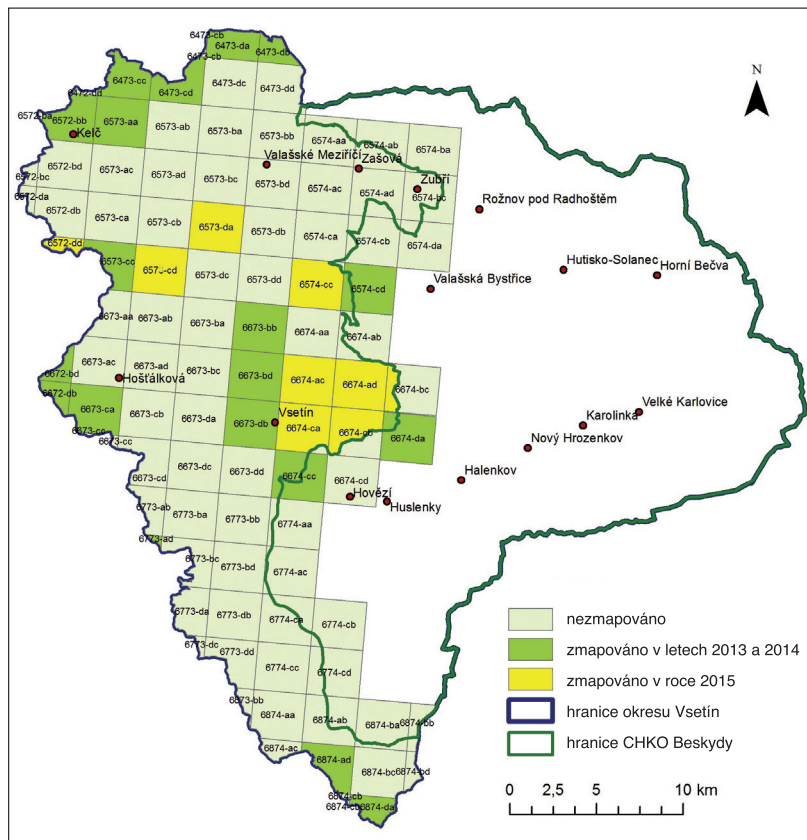 6473-cb
6473-da
6473-cb
6473-db
N
6472-dd
6473-cc
6473-cd
6473-dc
6473-dd
6572-ba
6572-bb
6573-aa
Kelč
6573-ab
6573-ba
6573-bb
6574-aa
6574-ab
6574-ba
Valašské Meziříčí
Zašová
6572-bd
6572-bc
6573-ac
6573-ad
6573-bc
6573-bd
6574-ac
6574-ad
Zubří
6574-bc
6572-da
Rožnov pod Radhoštěm
6572-db
6573-ca
6573-cb
6573-da
6573-db
6574-ca
6574-cb
6574-da
6572-dd
6573-cc
6573-cd
6573-dc
6573-dd
6574-cc
6574-cd
Valašská Bystřice
Hutisko-Solanec
Horní Bečva
6673-aa
6673-ab
6673-ba
6673-bb
6674-aa
6674-ab
6672-bd
6673-ac
6673-ad
6673-bc
6673-bd
6674-ac
6674-ad
6674-bc
Hošťálková
6672-db
6673-ca
6673-cb
6673-da
6673-db
Vsetín
6674-ca
6674-cb
6674-da
Karolinka
Velké Karlovice
6673-cc
6673-cc
Nový Hrozenkov
6673-cd
6673-dc
6673-dd
6674-cc
6674-cd
Hovězí
Huslenky
Halenkov
6773-ba
6773-bb
6774-aa
6773-ad
6773-bc
6773-bd
6774-ac
6773-da
6773-db
6774-ca
6774-cb
6773-dc
6773-dd
6774-cc
6774-cd
6873-bb
6874-aa
6874-ab
6874-ba
6874-bb
6874-ac
6874-ad
6874-bc
6874-bd
6874-cb
6874-cb
6874-da
nezmapováno
zmapováno v letech 2013 a 2014
zmapováno v roce 2015
hranice okresu Vsetín
hranice CHKO Beskydy
0 2,5 5 10 km